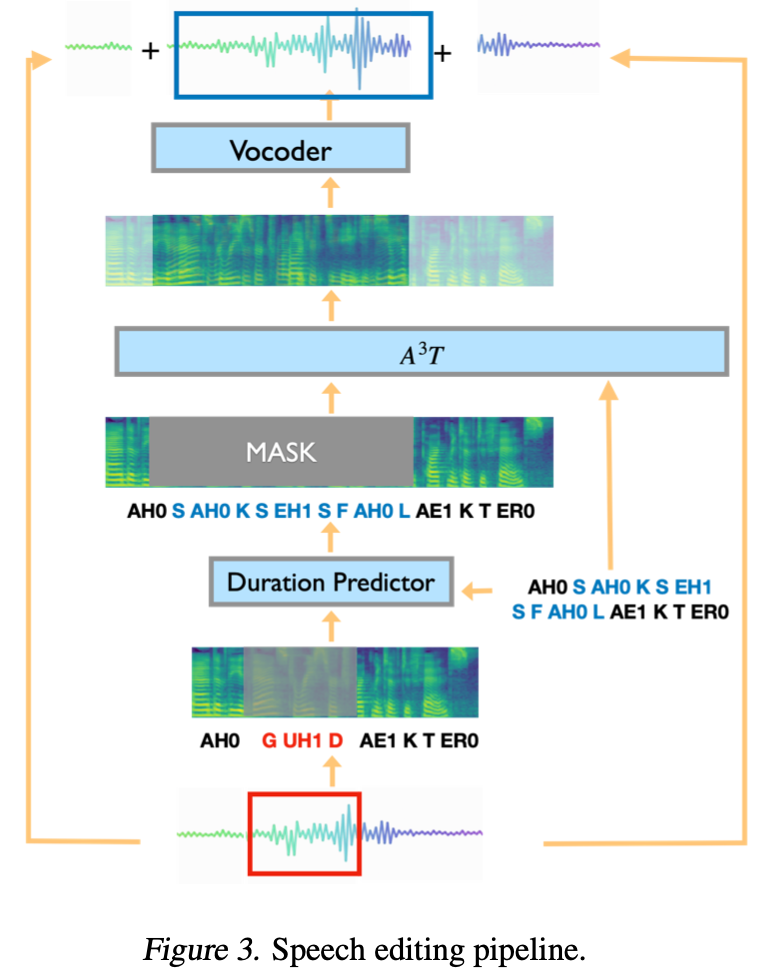 + +
Vocoder
A³T
MASK
AH0 S AH0 K S EH1 S F AH0 L AE1 K T ER0
Duration Predictor
AH0 S AH0 K S EH1
S F AH0 L AE1 K T ER0
AH0 G UH1 D AE1 K T ER0
Figure 3. Speech editing pipeline.